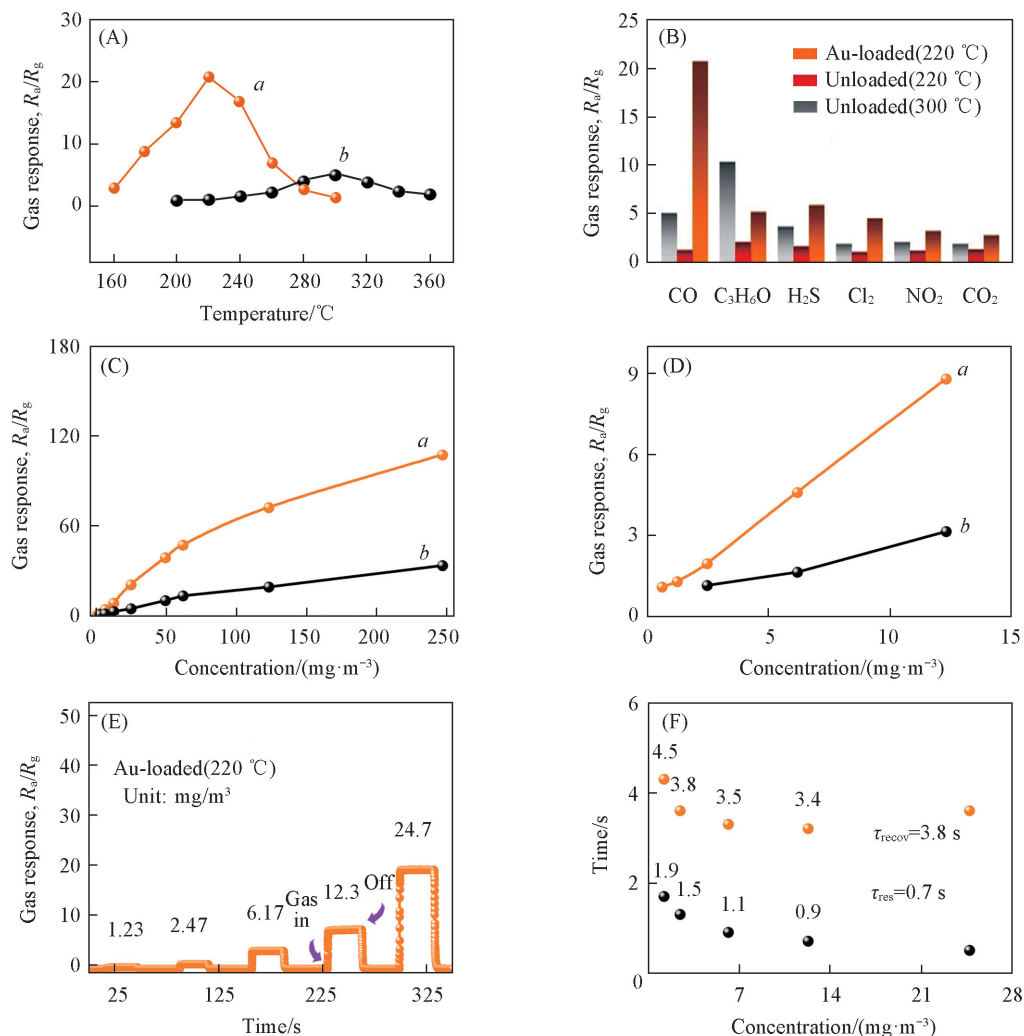 (A)
30
20
10
0
Gas response, Ra/Rg
a
b
160 200 240 280 320 360
Temperature/℃
(B)
25
20
15
10
5
0
Gas response, Ra/Rg
Au-loaded(220 ℃)
Unloaded(220 ℃)
Unloaded(300 ℃)
CO C₃H₆O H₂S Cl₂ NO₂ CO₂
(C)
180
120
60
0
Gas response, Ra/Rg
a
b
0 50 100 150 200 250
Concentration/(mg·m⁻³)
(D)
9
6
3
0
Gas response, Ra/Rg
a
b
0 5 10 15
Concentration/(mg·m⁻³)
(E)
50
40
30
20
10
0
Gas response, Ra/Rg
Au-loaded(220 ℃)
Unit: mg/m³
1.23
2.47
6.17
Gas
in
12.3
Off
24.7
25 125 225 325
Time/s
(F)
6
4
2
0
Time/s
4.5
3.8
3.5
3.4
τrecov=3.8 s
1.9
1.5
1.1
0.9
τres=0.7 s
7 14 21 28
Concentration/(mg·m⁻³)